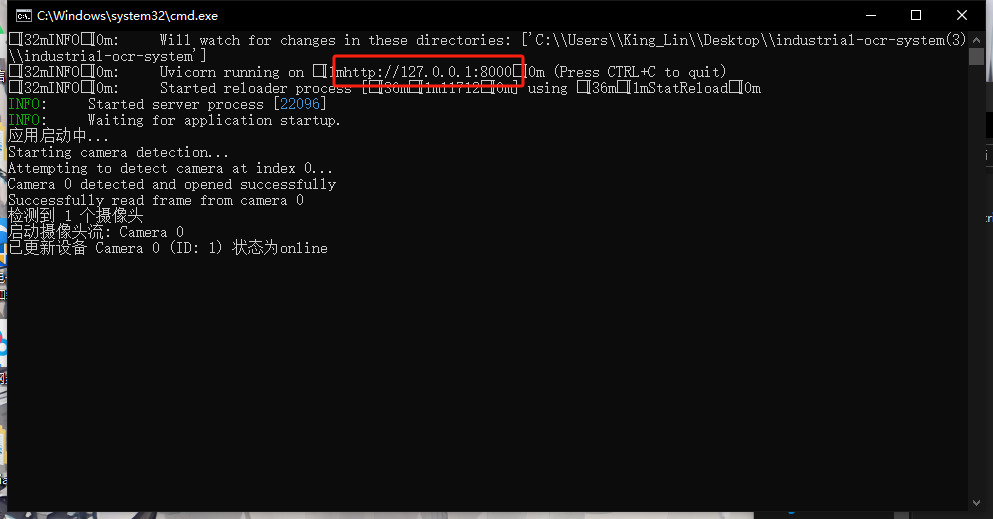 C:\Windows\system32\cmd.exe
□[32mINFO□[0m:     Will watch for changes in these directories: ['C:\\Users\\King_Lin\\Desktop\\industrial-ocr-system(3)
\\industrial-ocr-system']
□[32mINFO□[0m:     Uvicorn running on □[1mhttp://127.0.0.1:8000□[0m (Press CTRL+C to quit)
□[32mINFO□[0m:     Started reloader process [□[36m□[1m11712□[0m] using □[36m□[1mStatReload□[0m
INFO:     Started server process [22096]
INFO:     Waiting for application startup.
应用启动中...
Starting camera detection...
Attempting to detect camera at index 0...
Camera 0 detected and opened successfully
Successfully read frame from camera 0
检测到 1 个摄像头
启动摄像头流: Camera 0
已更新设备 Camera 0 (ID: 1) 状态为online